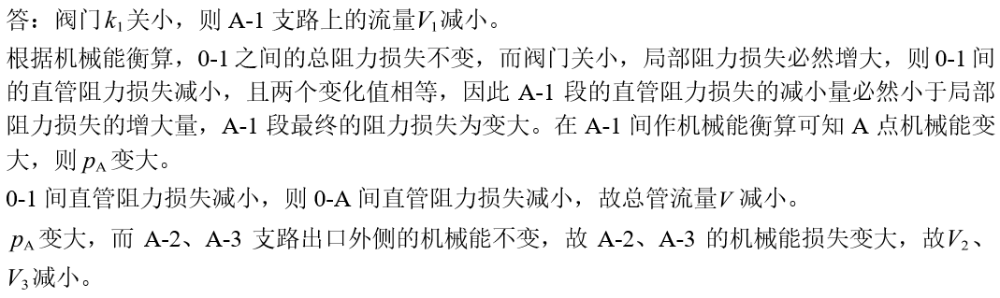 答：阀门k₁关小，则 A-1 支路上的流量V₁减小。
根据机械能衡算，0-1 之间的总阻力损失不变，而阀门关小，局部阻力损失必然增大，则 0-1 间
的直管阻力损失减小，且两个变化值相等，因此 A-1 段的直管阻力损失的减小量必然小于局部
阻力损失的增大量，A-1 段最终的阻力损失为变大。在 A-1 间作机械能衡算可知 A 点机械能变
大，则 p_A 变大。
0-1 间直管阻力损失减小，则 0-A 间直管阻力损失减小，故总管流量V 减小。
p_A 变大，而 A-2、A-3 支路出口外侧的机械能不变，故 A-2、A-3 的机械能损失变大，故V₂、
V₃减小。